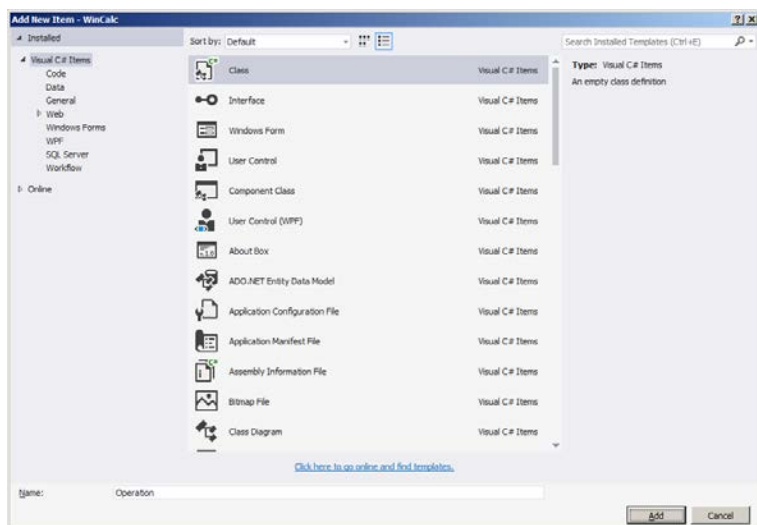 Add New Item - WinCalc
Installed
Sort by: Default
Search Installed Templates (Ctrl+E)
Visual C# Items
Code
Data
General
Web
Windows Forms
WPF
SQL Server
Workflow
Online
Class Visual C# Items
Interface Visual C# Items
Windows Form Visual C# Items
User Control Visual C# Items
Component Class Visual C# Items
User Control (WPF) Visual C# Items
About Box Visual C# Items
ADO.NET Entity Data Model Visual C# Items
Application Configuration File Visual C# Items
Application Manifest File Visual C# Items
Assembly Information File Visual C# Items
Bitmap File Visual C# Items
Class Diagram Visual C# Items
Type: Visual C# Items
An empty class definition
Click here to go online and find templates.
Name: Operation
Add Cancel